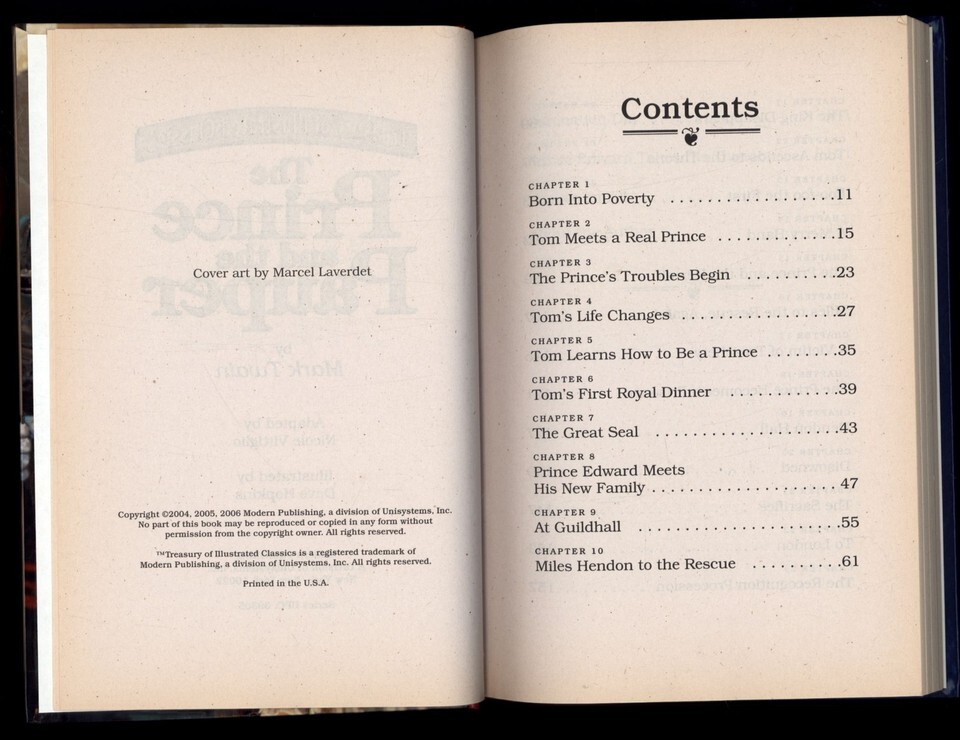 Cover art by Marcel Laverdet
Copyright ©2004, 2005, 2006 Modern Publishing, a division of Unisystems, Inc.
No part of this book may be reproduced or copied in any form without
permission from the copyright owner. All rights reserved.
™Treasury of Illustrated Classics is a registered trademark of
Modern Publishing, a division of Unisystems, Inc. All rights reserved.
Printed in the U.S.A.
Contents
CHAPTER 1
Born Into Poverty ..................11
CHAPTER 2
Tom Meets a Real Prince .............15
CHAPTER 3
The Prince's Troubles Begin ..........23
CHAPTER 4
Tom's Life Changes .................27
CHAPTER 5
Tom Learns How to Be a Prince ........35
CHAPTER 6
Tom's First Royal Dinner ............39
CHAPTER 7
The Great Seal ....................43
CHAPTER 8
Prince Edward Meets
His New Family.................... 47
CHAPTER 9
At Guildhall ......................55
CHAPTER 10
Miles Hendon to the Rescue ..........61